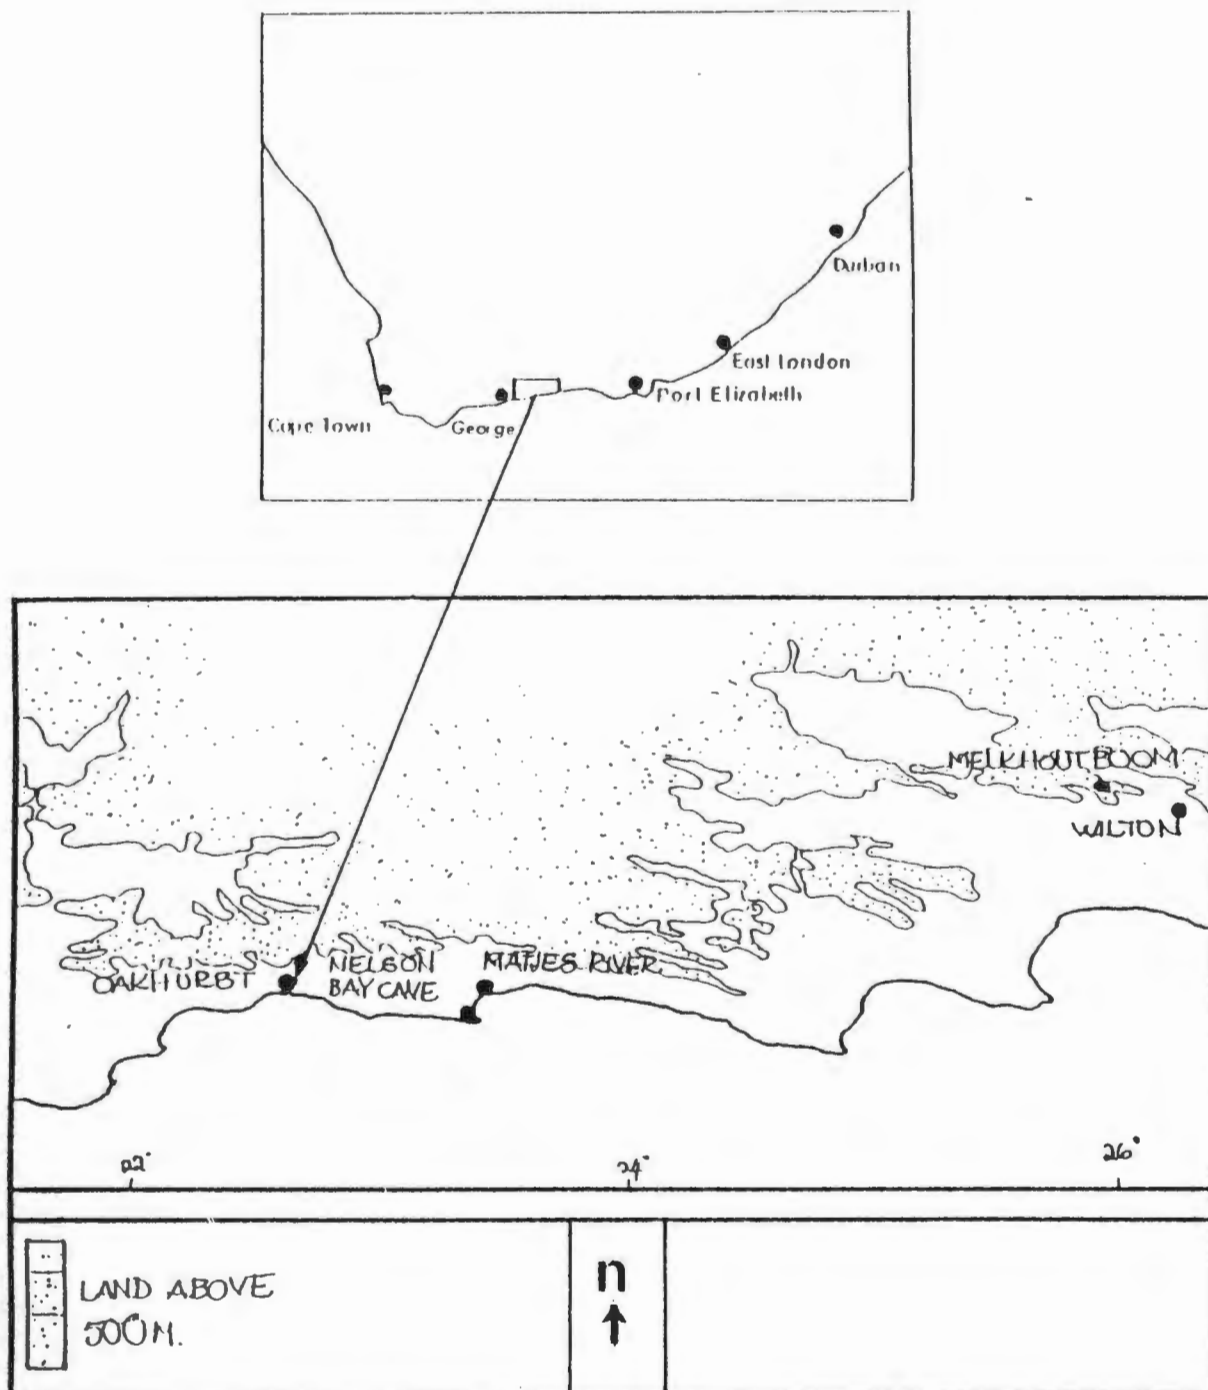 Durban
East London
Port Elizabeth
Cape Town
George
MELKHOUTBOOM
WILTON
OAKHURST
NELSON
BAY CAVE
MATJES RIVER
22°
24°
26°
LAND ABOVE
500M.
n